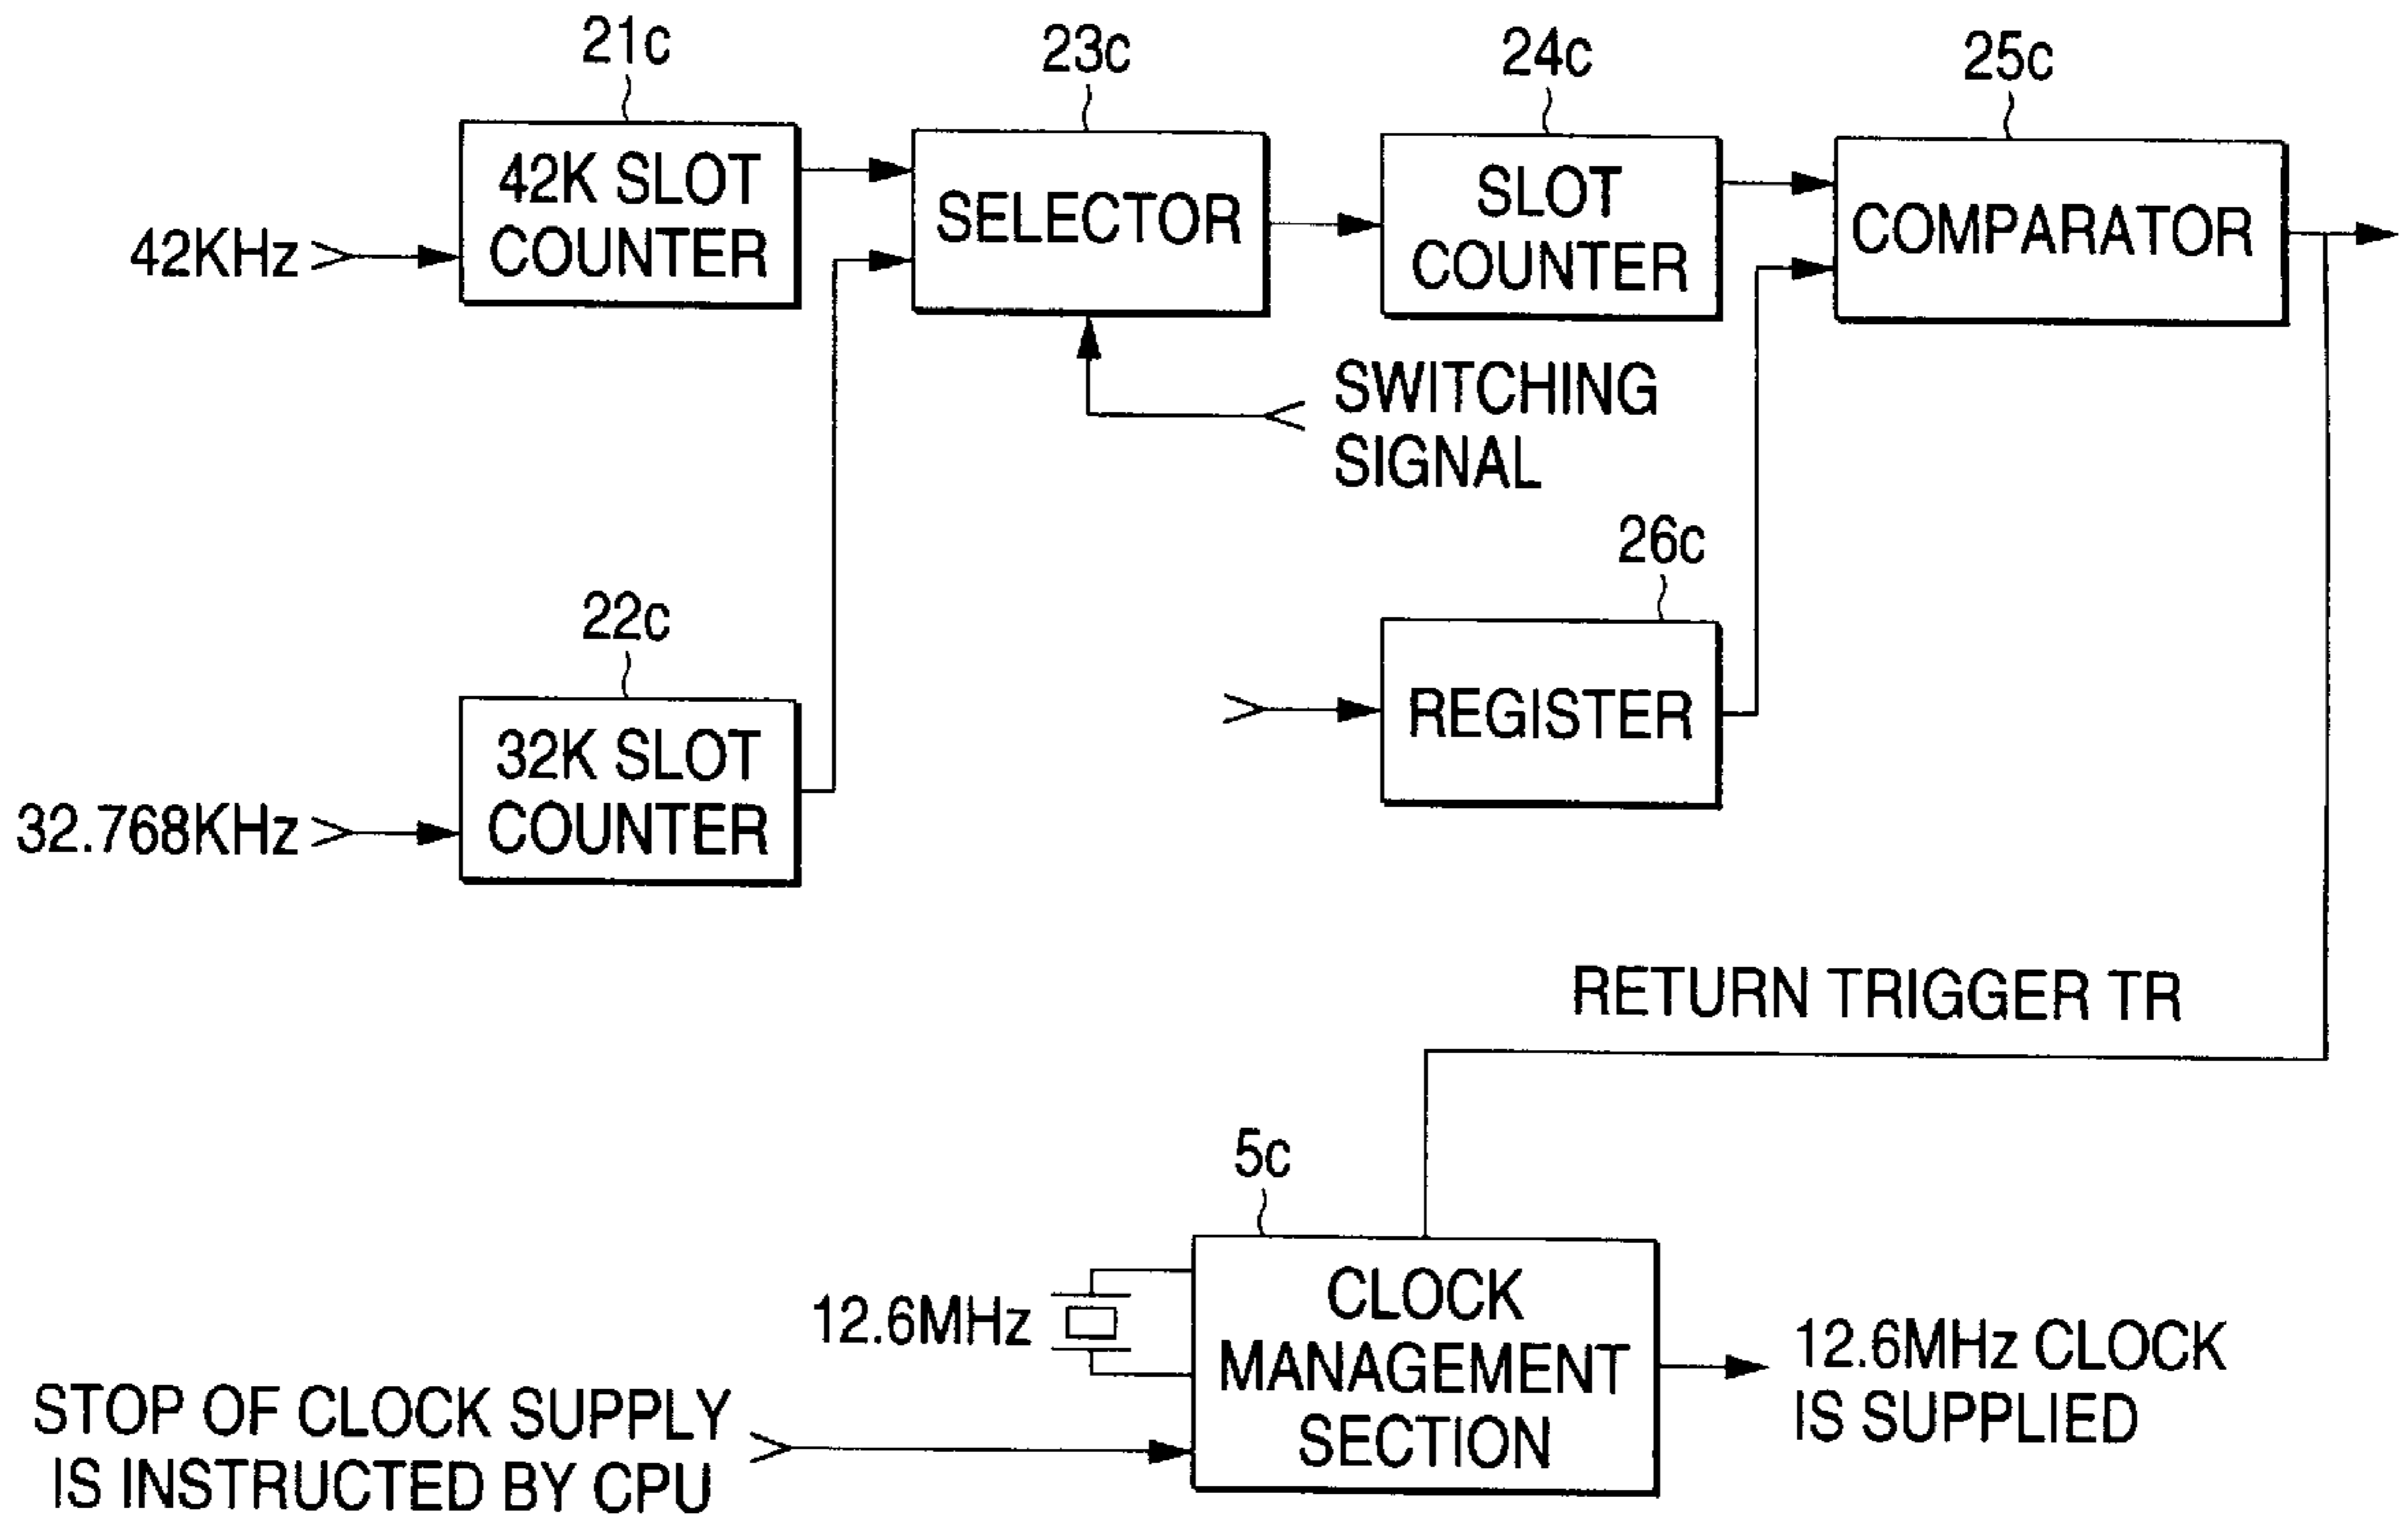 21c
23c
24c
25c
42K SLOT
COUNTER
42KHz
SELECTOR
SLOT
COUNTER
COMPARATOR
SWITCHING
SIGNAL
26c
22c
REGISTER
32K SLOT
COUNTER
32.768KHz
RETURN TRIGGER TR
5c
12.6MHz
CLOCK
MANAGEMENT
SECTION
12.6MHz CLOCK
IS SUPPLIED
STOP OF CLOCK SUPPLY
IS INSTRUCTED BY CPU